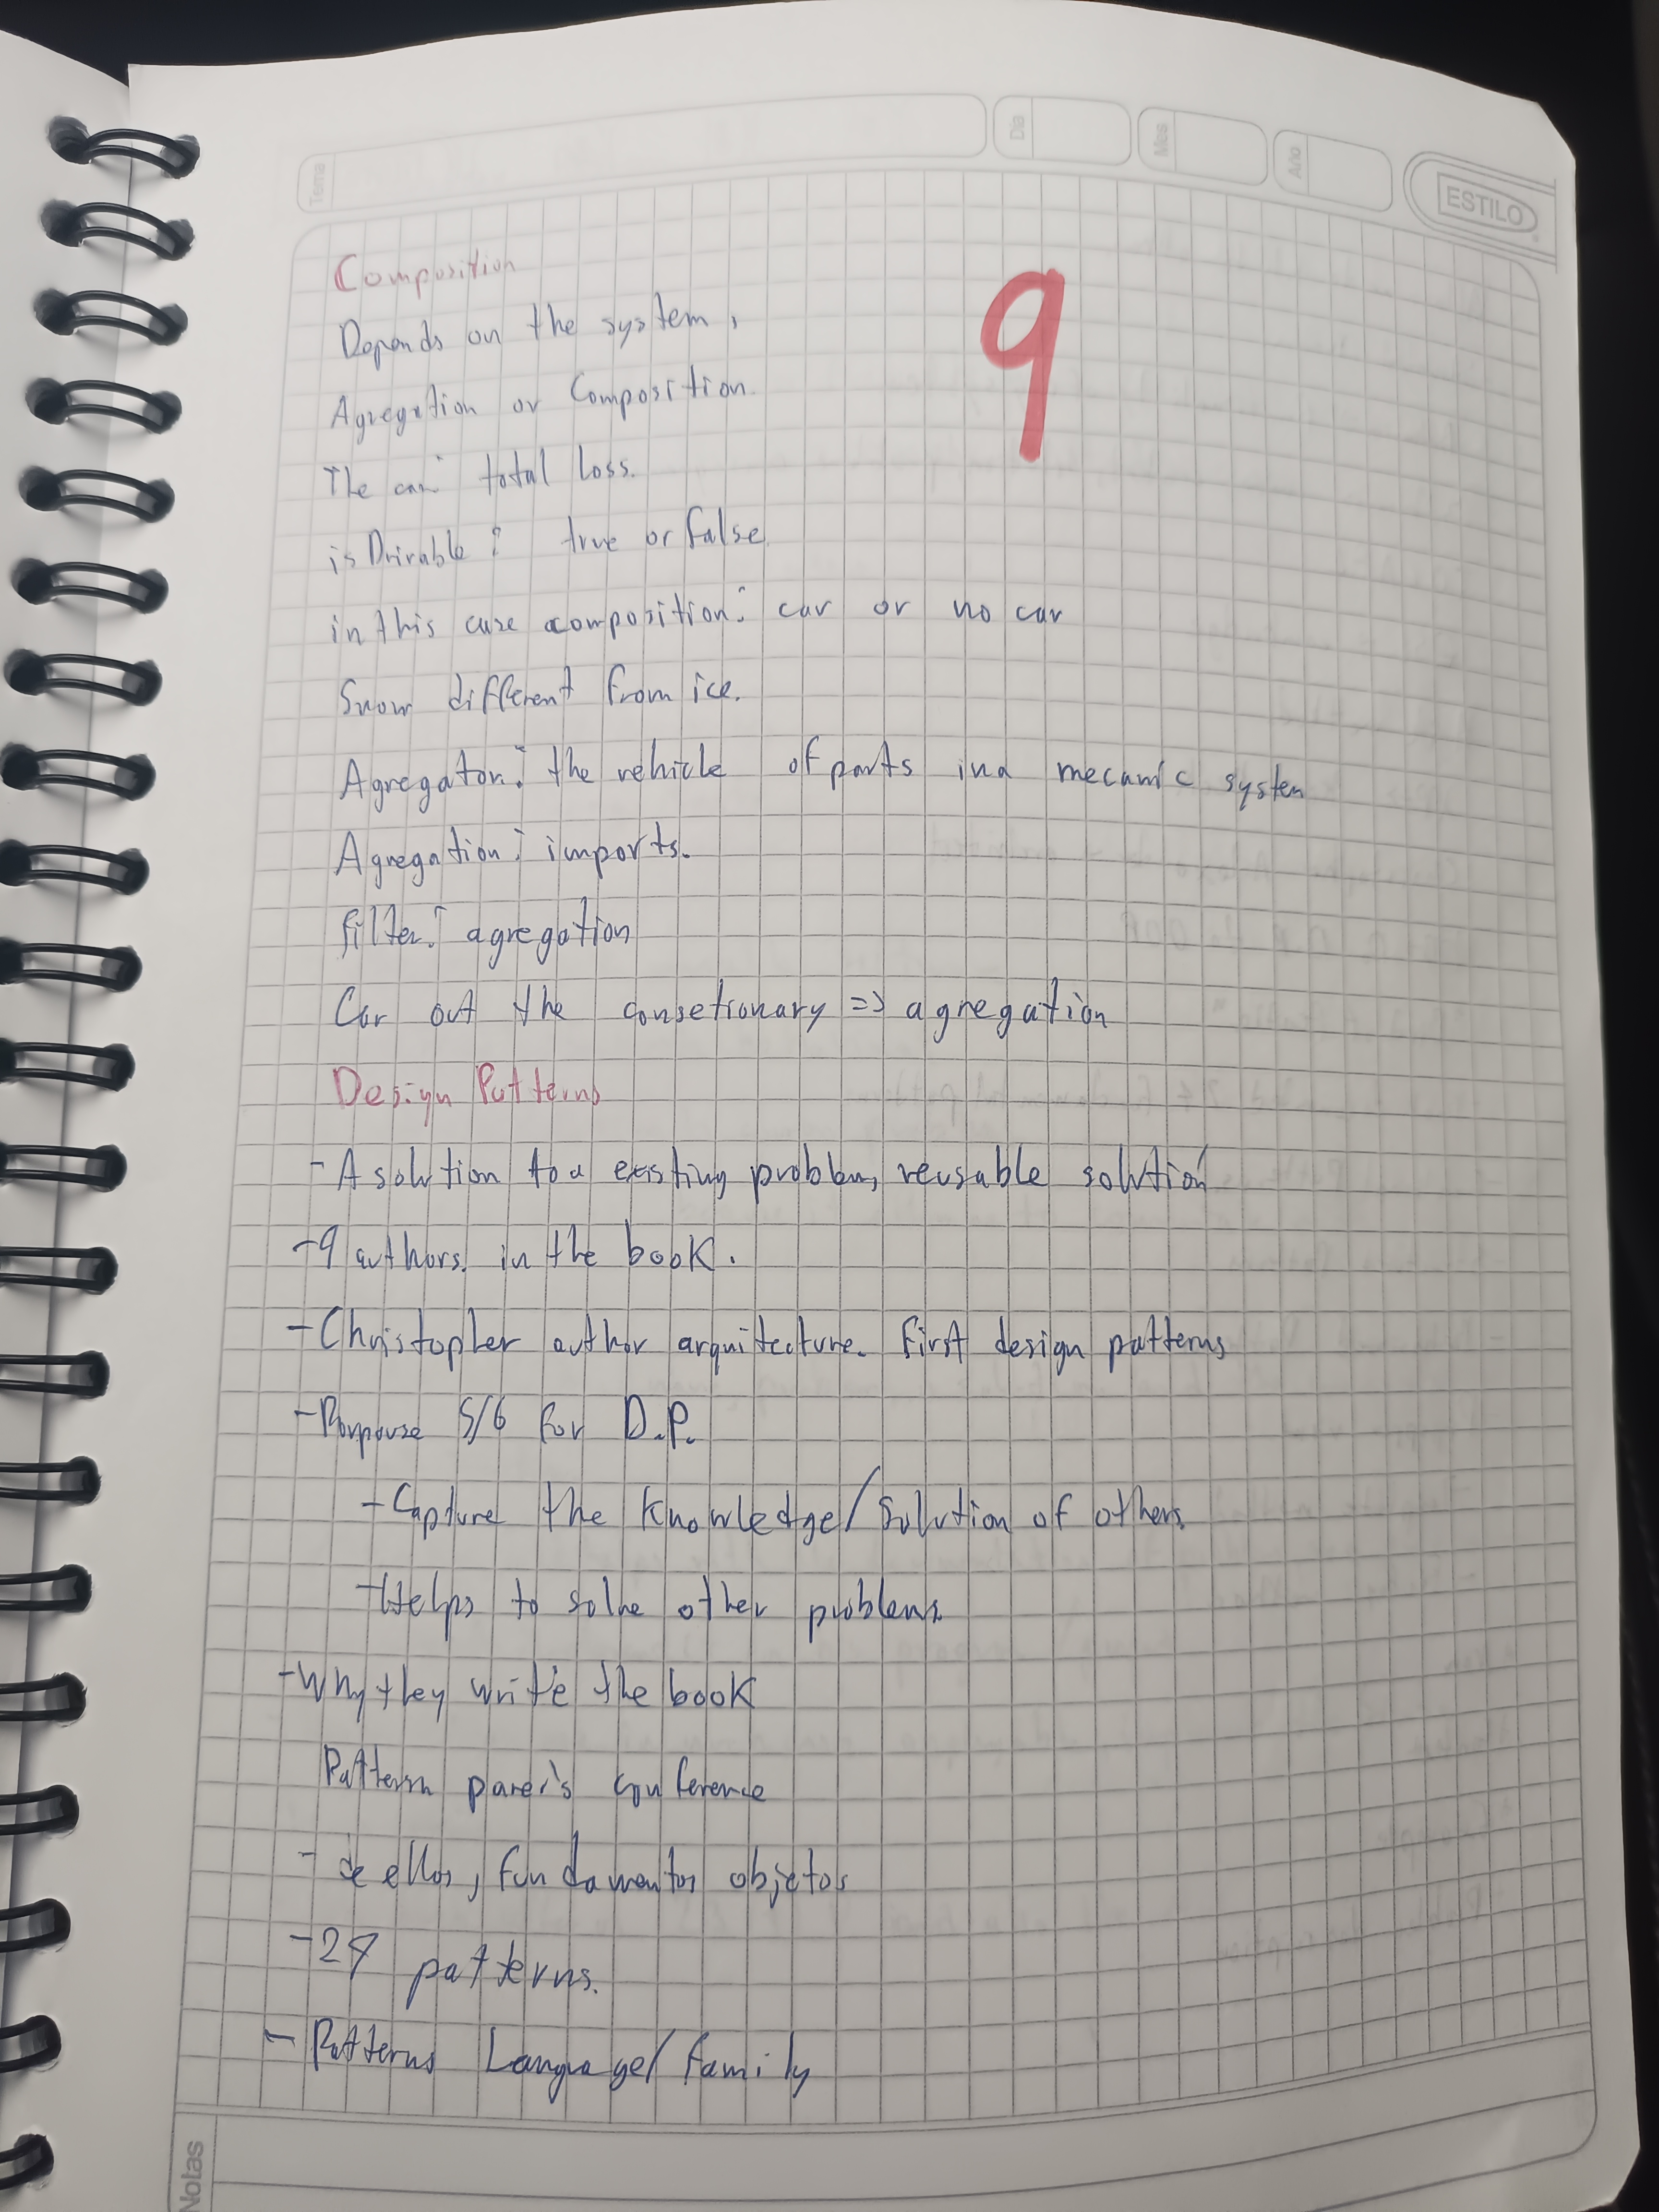 Tema
Dia
Mes
Año
ESTILO
9
Composition
Depends on the system,
Agregation or Composition.
The car: total loss.
isDrivable: true or false.
in this case composition: car or no car
Snow different from ice.
Agregator: the vehicle of parts in a mecanic system
Agregation: imports.
filter: agregation
Car out the consetionary => agregation
Design Patterns
- A solution to a existing problem, reusable solution
- 9 authors in the book.
- Christopher author arquitecture. First design patterns
- Porpouse 5/6 for D.P.
- Capture the Knowledge/Solution of others.
- Helps to solve other problems
- Why they write the book
Pattern parer's conference
- de ellos, fundamentos objetos
- 24 patterns.
- Patterns Language/family
Notas